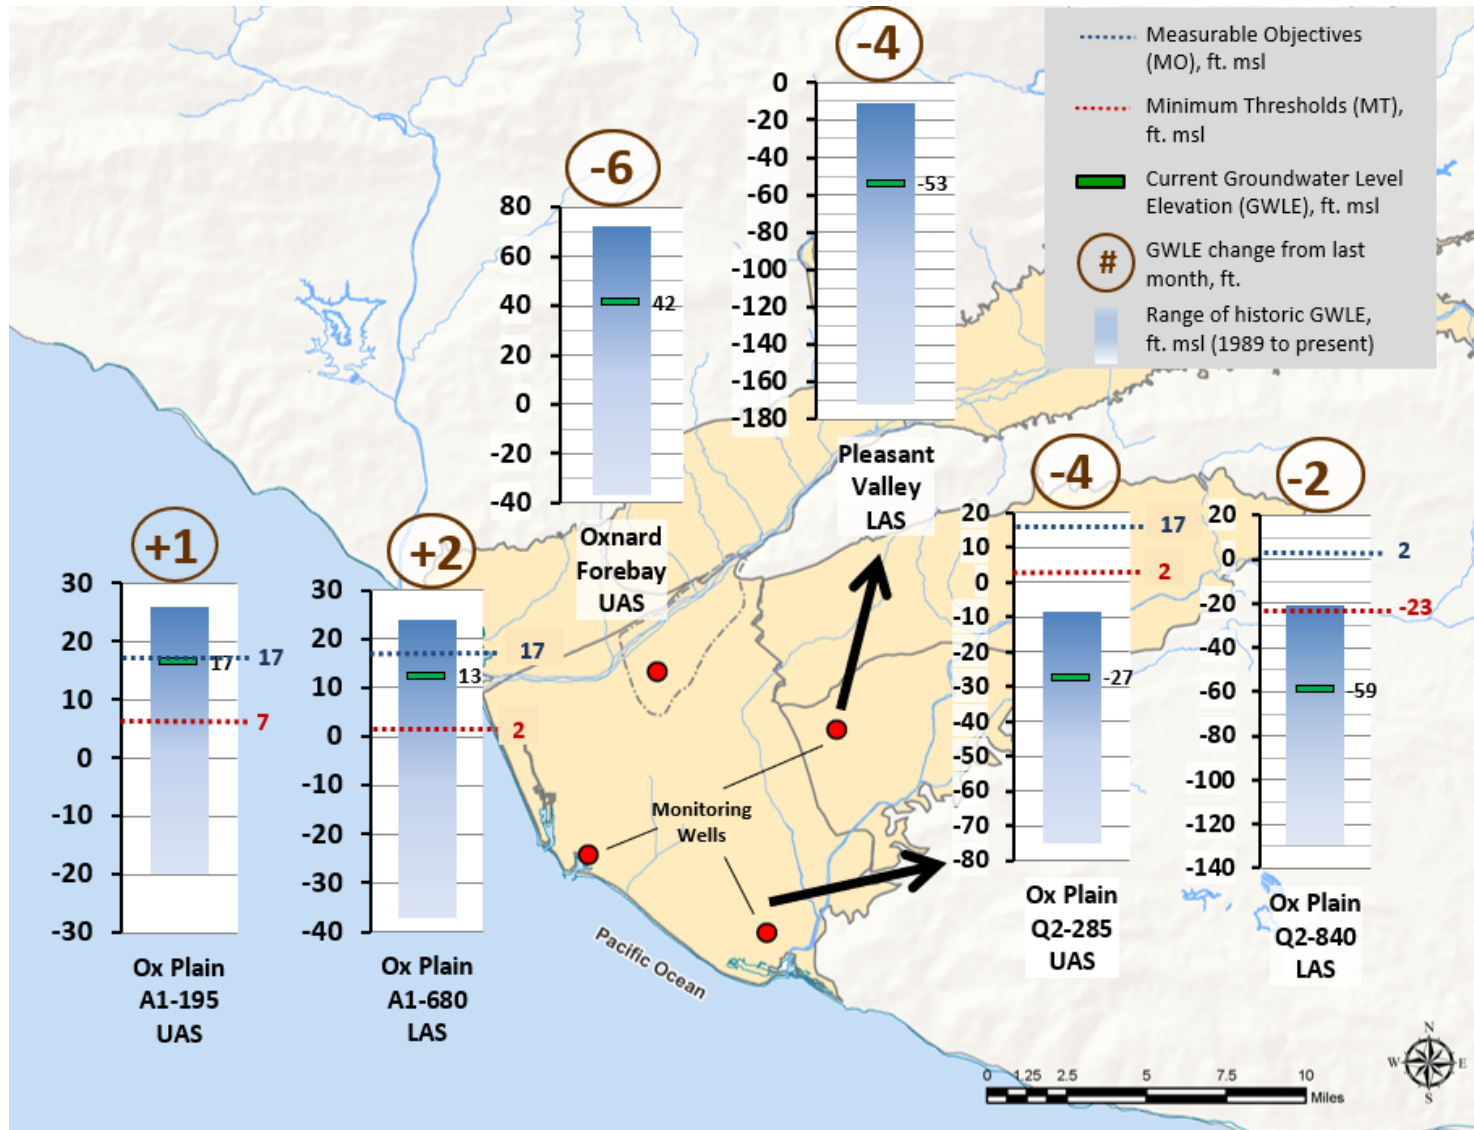 Measurable Objectives
(MO), ft. msl
Minimum Thresholds (MT),
ft. msl
Current Groundwater Level
Elevation (GWLE), ft. msl
#
GWLE change from last
month, ft.
Range of historic GWLE,
ft. msl (1989 to present)
-4
0
-20
-40
-60
-80
-100
-120
-140
-160
-180
-53
Pleasant
Valley
LAS
-6
80
60
40
20
0
-20
-40
42
Oxnard
Forebay
UAS
+1
30
20
10
0
-10
-20
-30
17
17
7
Ox Plain
A1-195
UAS
+2
30
20
10
0
-10
-20
-30
-40
17
13
2
Ox Plain
A1-680
LAS
-4
20
10
0
-10
-20
-30
-40
-50
-60
-70
-80
17
2
-27
Ox Plain
Q2-285
UAS
-2
20
0
-20
-40
-60
-80
-100
-120
-140
2
-23
-59
Ox Plain
Q2-840
LAS
Monitoring
Wells
Pacific Ocean
N
W E
S
0 1.25 2.5 5 7.5 10
Miles